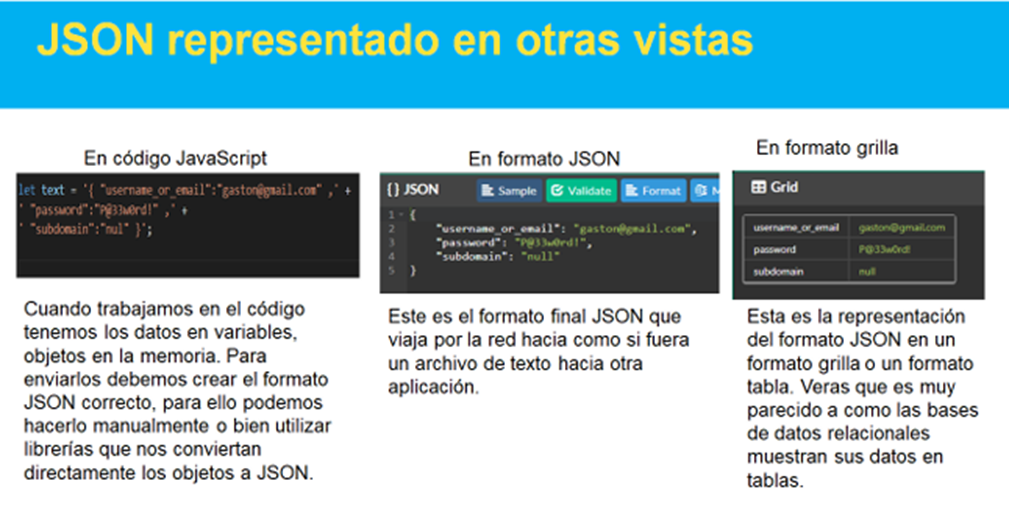 JSON representado en otras vistas
En código JavaScript
let text = '{ "username_or_email":"gaston@gmail.com" ,' +
' "password":"P@33w0rd!" ,' +
' "subdomain":"nul" }';
Cuando trabajamos en el código
tenemos los datos en variables,
objetos en la memoria. Para
enviarlos debemos crear el formato
JSON correcto, para ello podemos
hacerlo manualmente o bien utilizar
librerías que nos conviertan
directamente los objetos a JSON.
En formato JSON
{} JSON Sample Validate Format M
1 {
2 "username_or_email": "gaston@gmail.com",
3 "password": "P@33w0rd!",
4 "subdomain": "null"
5 }
Este es el formato final JSON que
viaja por la red hacia como si fuera
un archivo de texto hacia otra
aplicación.
En formato grilla
Grid
username_or_email gaston@gmail.com
password P@33w0rd!
subdomain null
Esta es la representación
del formato JSON en un
formato grilla o un formato
tabla. Veras que es muy
parecido a como las bases
de datos relacionales
muestran sus datos en
tablas.